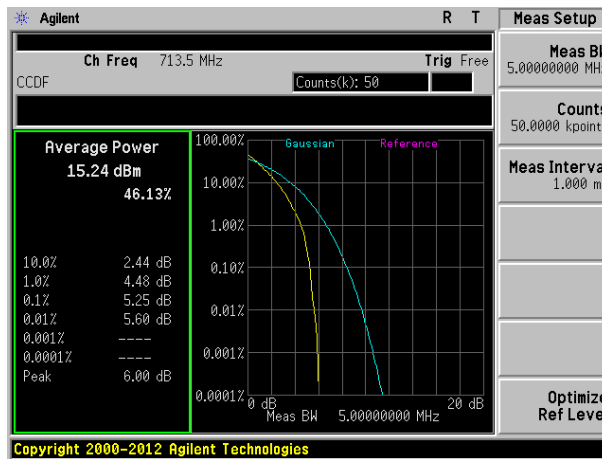 Agilent R T Meas Setup
Ch Freq 713.5 MHz Trig Free
CCDF Counts(k): 50
Average Power
15.24 dBm
46.13%
10.0% 2.44 dB
1.0% 4.48 dB
0.1% 5.25 dB
0.01% 5.60 dB
0.001% ----
0.0001% ----
Peak 6.00 dB
100.00% Gaussian Reference
10.00%
1.00%
0.10%
0.01%
0.001%
0.0001%
0 dB 20 dB
Meas BW 5.00000000 MHz
Meas
5.00000000
Counts
50.0000 kpoint
Meas Interva
1.000 m
Optimize
Ref Leve
Copyright 2000-2012 Agilent Technologies